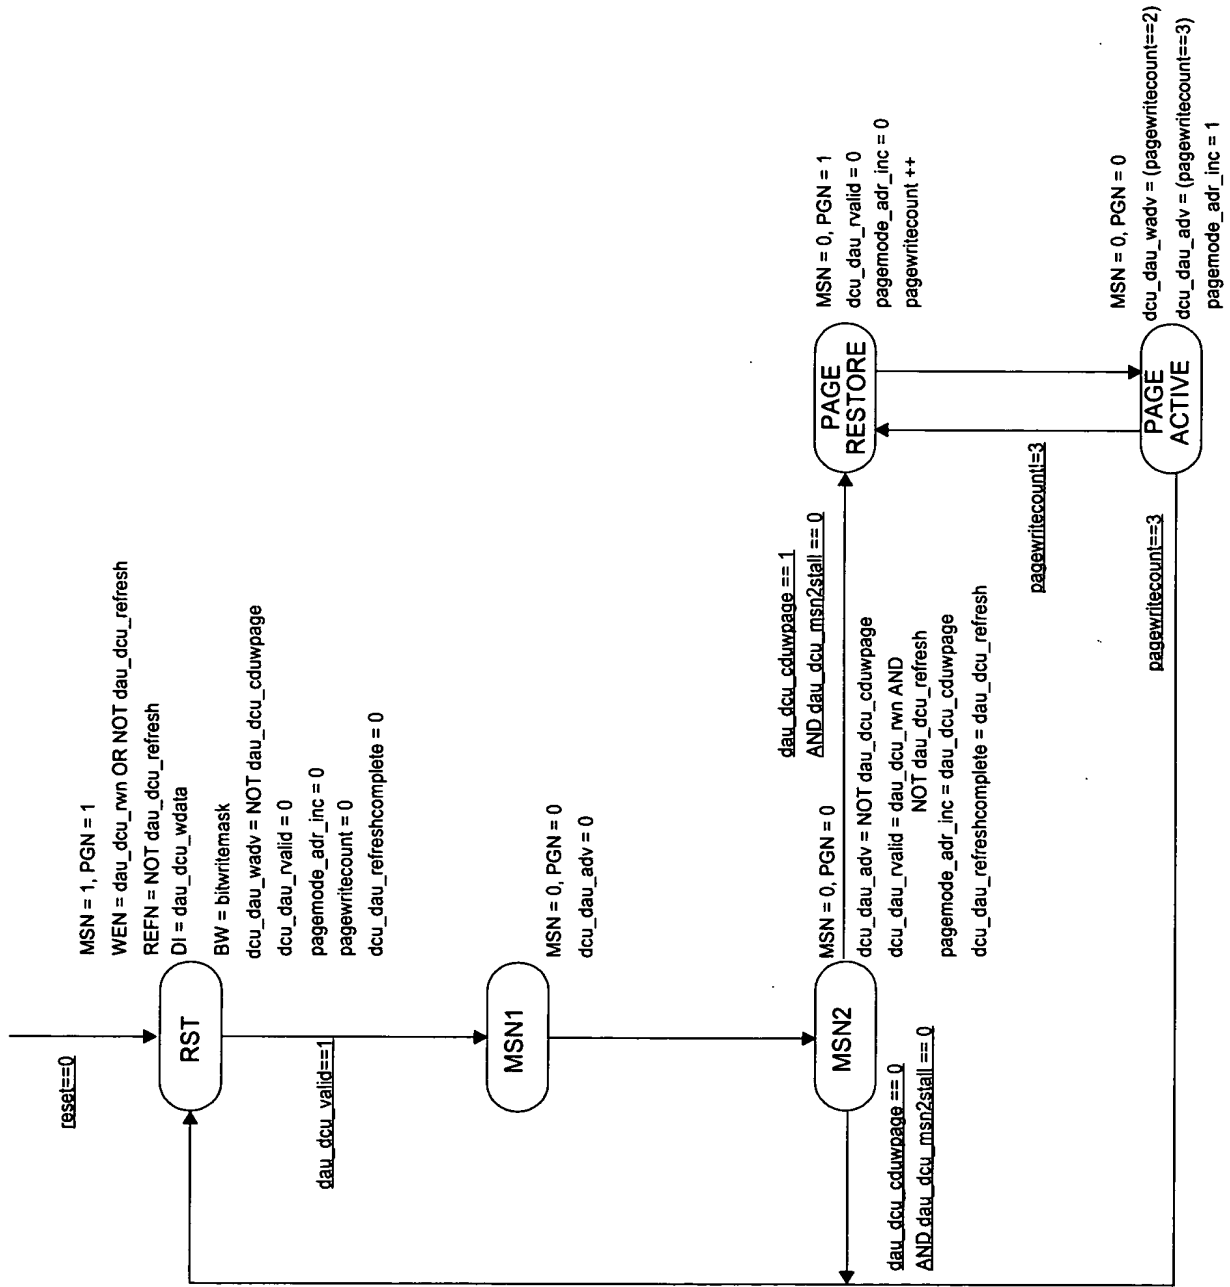 reset==0
RST
MSN = 1, PGN = 1
WEN = dau_dcu_rwn OR NOT dau_dcu_refresh
REFN = NOT dau_dcu_refresh
DI = dau_dcu_wdata
BW = bitwritemask
dcu_dau_wadv = NOT dau_dcu_cduwpage
dcu_dau_rvalid = 0
pagemode_adr_inc = 0
pagewritecount = 0
dcu_dau_refreshcomplete = 0
dau_dcu_valid==1
MSN1
MSN = 0, PGN = 0
dcu_dau_adv = 0
MSN2
MSN = 0, PGN = 0
dcu_dau_adv = NOT dau_dcu_cduwpage
dcu_dau_rvalid = dau_dcu_rwn AND
NOT dau_dcu_refresh
pagemode_adr_inc = dau_dcu_cduwpage
dcu_dau_refreshcomplete = dau_dcu_refresh
dau_dcu_cduwpage == 0
AND dau_dcu_msn2stall == 0
dau_dcu_cduwpage == 1
AND dau_dcu_msn2stall == 0
PAGE
RESTORE
MSN = 0, PGN = 1
dcu_dau_rvalid = 0
pagemode_adr_inc = 0
pagewritecount ++
pagewritecount!=3
pagewritecount==3
PAGE
ACTIVE
MSN = 0, PGN = 0
dcu_dau_wadv = (pagewritecount==2)
dcu_dau_adv = (pagewritecount==3)
pagemode_adr_inc = 1